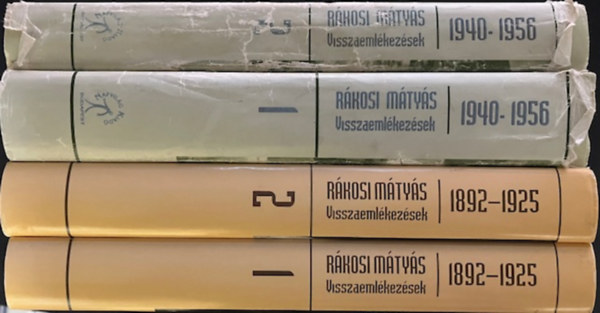 2
RÁKOSI MÁTYÁS
Visszaemlékezések
1940-1956
1
RÁKOSI MÁTYÁS
Visszaemlékezések
1940-1956
2
RÁKOSI MÁTYÁS
Visszaemlékezések
1892–1925
1
RÁKOSI MÁTYÁS
Visszaemlékezések
1892–1925